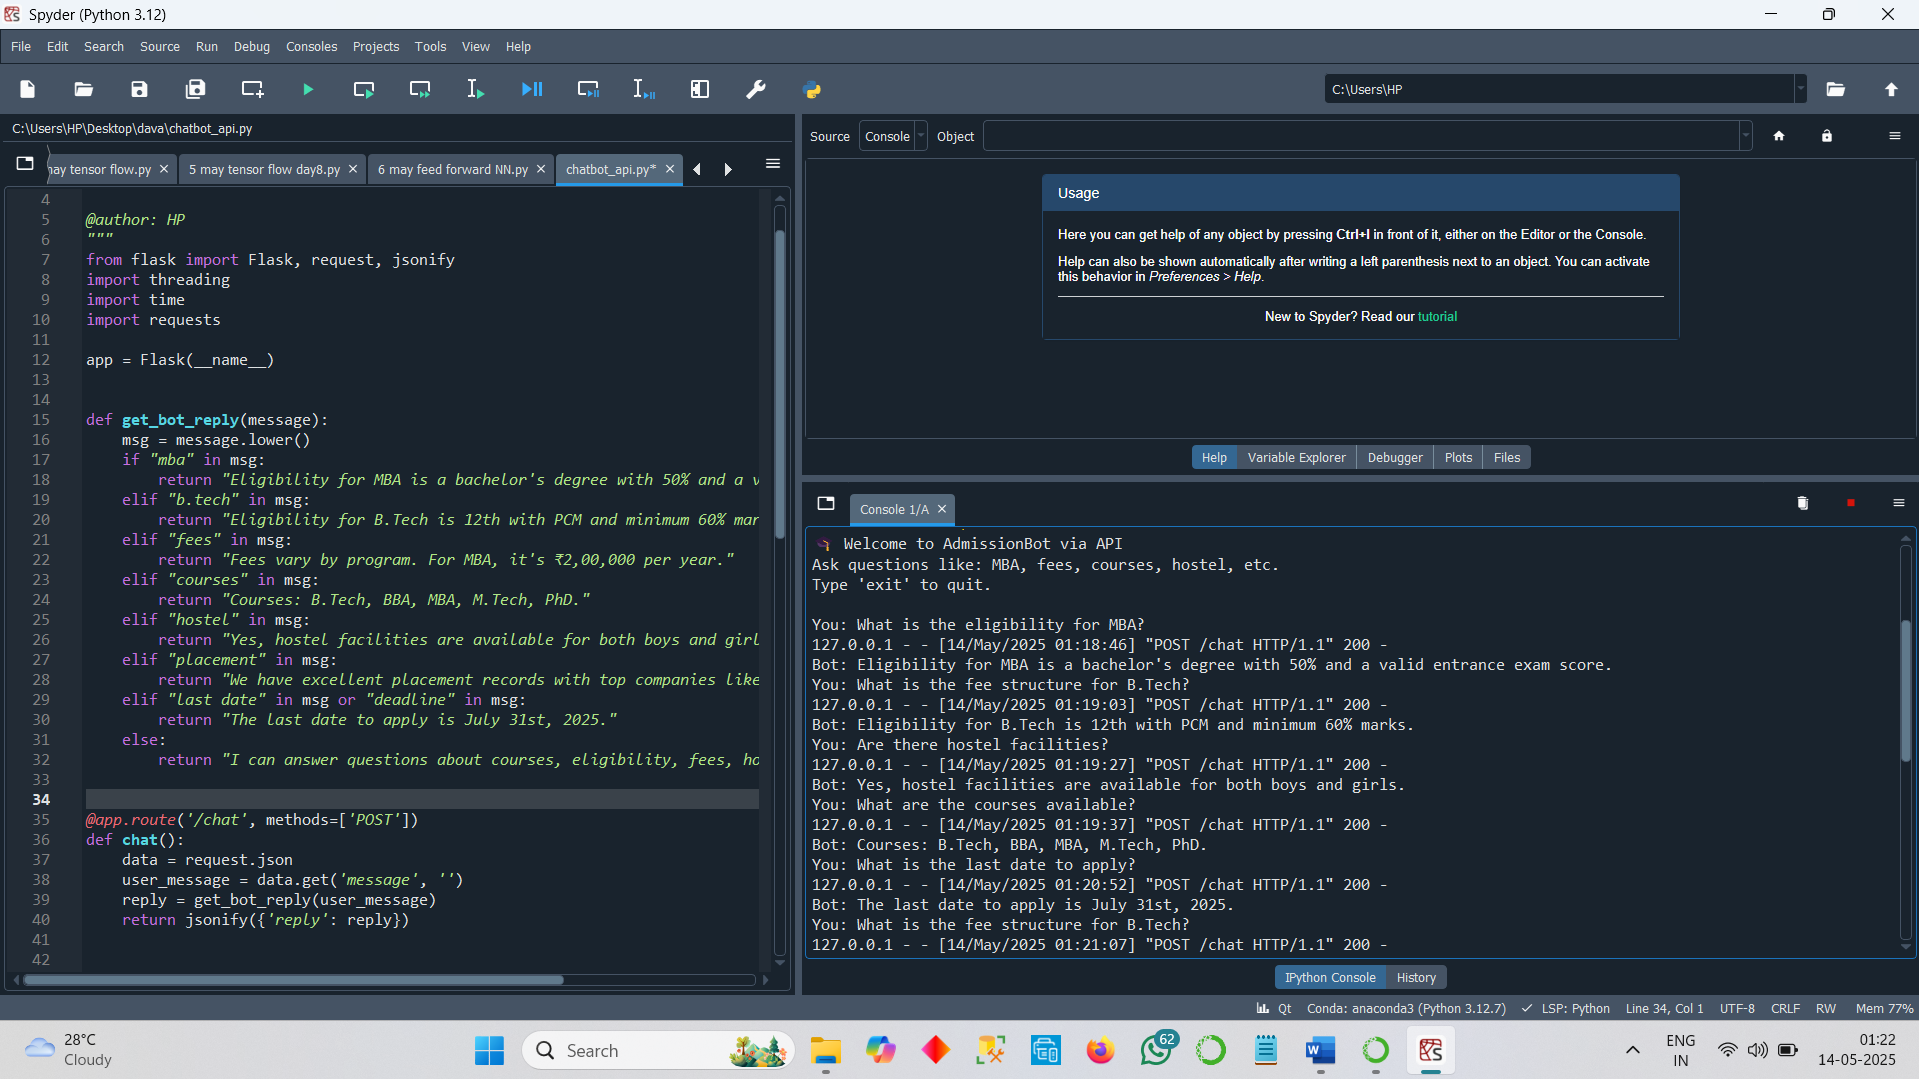 Spyder (Python 3.12)
File Edit Search Source Run Debug Consoles Projects Tools View Help
C:\Users\HP
C:\Users\HP\Desktop\dava\chatbot_api.py
Source Console Object
tensor flow.py 5 may tensor flow day8.py 6 may feed forward NN.py chatbot_api.py*
4
5 @author: HP
6 """
7 from flask import Flask, request, jsonify
8 import threading
9 import time
10 import requests
11
12 app = Flask(__name__)
13
14
15 def get_bot_reply(message):
16 msg = message.lower()
17 if "mba" in msg:
18 return "Eligibility for MBA is a bachelor's degree with 50% and a v
19 elif "b.tech" in msg:
20 return "Eligibility for B.Tech is 12th with PCM and minimum 60% mar
21 elif "fees" in msg:
22 return "Fees vary by program. For MBA, it's ₹2,00,000 per year."
23 elif "courses" in msg:
24 return "Courses: B.Tech, BBA, MBA, M.Tech, PhD."
25 elif "hostel" in msg:
26 return "Yes, hostel facilities are available for both boys and girl
27 elif "placement" in msg:
28 return "We have excellent placement records with top companies like
29 elif "last date" in msg or "deadline" in msg:
30 return "The last date to apply is July 31st, 2025."
31 else:
32 return "I can answer questions about courses, eligibility, fees, ho
33
34
35 @app.route('/chat', methods=['POST'])
36 def chat():
37 data = request.json
38 user_message = data.get('message', '')
39 reply = get_bot_reply(user_message)
40 return jsonify({'reply': reply})
41
42
Usage
Here you can get help of any object by pressing Ctrl+I in front of it, either on the Editor or the Console.
Help can also be shown automatically after writing a left parenthesis next to an object. You can activate
this behavior in Preferences > Help.
New to Spyder? Read our tutorial
Help Variable Explorer Debugger Plots Files
Console 1/A
Welcome to AdmissionBot via API
Ask questions like: MBA, fees, courses, hostel, etc.
Type 'exit' to quit.
You: What is the eligibility for MBA?
127.0.0.1 - - [14/May/2025 01:18:46] "POST /chat HTTP/1.1" 200 -
Bot: Eligibility for MBA is a bachelor's degree with 50% and a valid entrance exam score.
You: What is the fee structure for B.Tech?
127.0.0.1 - - [14/May/2025 01:19:03] "POST /chat HTTP/1.1" 200 -
Bot: Eligibility for B.Tech is 12th with PCM and minimum 60% marks.
You: Are there hostel facilities?
127.0.0.1 - - [14/May/2025 01:19:27] "POST /chat HTTP/1.1" 200 -
Bot: Yes, hostel facilities are available for both boys and girls.
You: What are the courses available?
127.0.0.1 - - [14/May/2025 01:19:37] "POST /chat HTTP/1.1" 200 -
Bot: Courses: B.Tech, BBA, MBA, M.Tech, PhD.
You: What is the last date to apply?
127.0.0.1 - - [14/May/2025 01:20:52] "POST /chat HTTP/1.1" 200 -
Bot: The last date to apply is July 31st, 2025.
You: What is the fee structure for B.Tech?
127.0.0.1 - - [14/May/2025 01:21:07] "POST /chat HTTP/1.1" 200 -
IPython Console History
Qt Conda: anaconda3 (Python 3.12.7) LSP: Python Line 34, Col 1 UTF-8 CRLF RW Mem 77%
28°C
Cloudy
Search
62
ENG
IN
01:22
14-05-2025